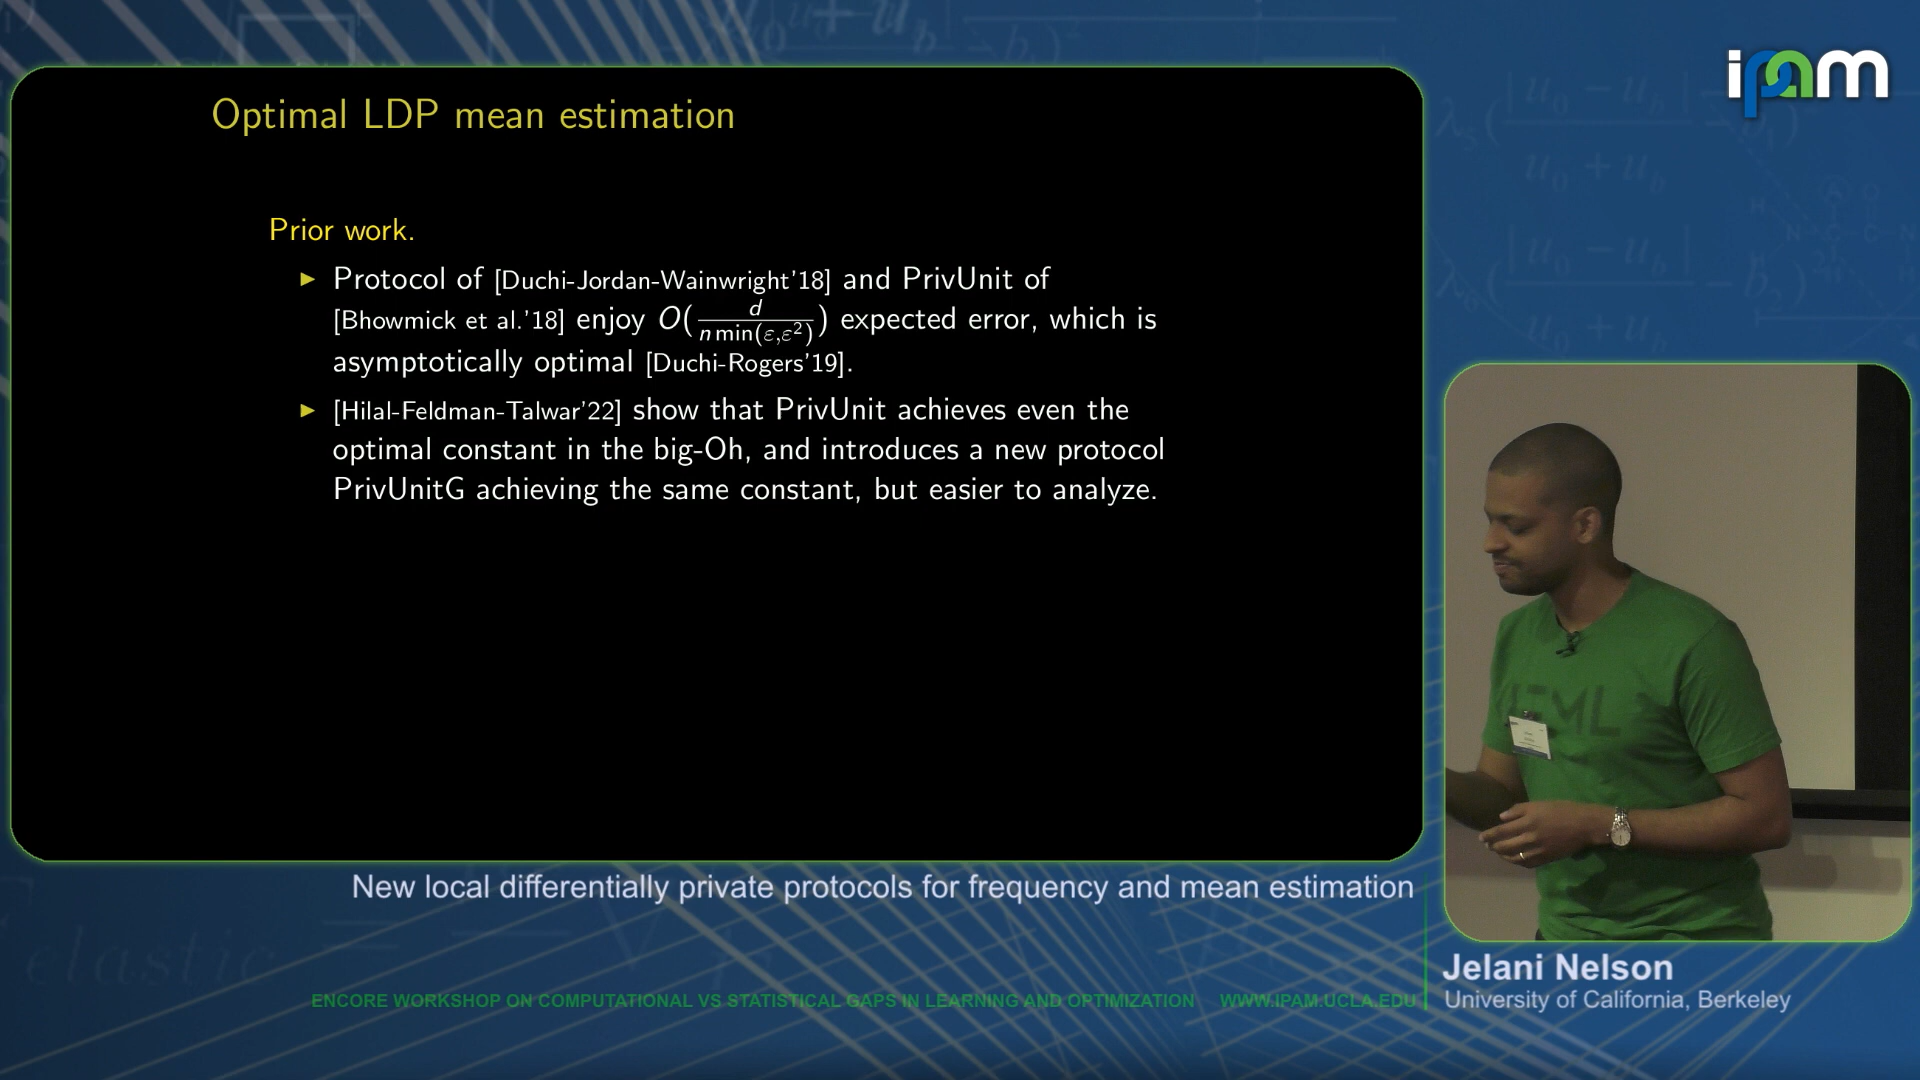 ipam
Optimal LDP mean estimation
Prior work.
▶ Protocol of [Duchi-Jordan-Wainwright'18] and PrivUnit of
[Bhowmick et al.'18] enjoy O(d/(n min(ε,ε²))) expected error, which is
asymptotically optimal [Duchi-Rogers'19].
▶ [Hilal-Feldman-Talwar'22] show that PrivUnit achieves even the
optimal constant in the big-Oh, and introduces a new protocol
PrivUnitG achieving the same constant, but easier to analyze.
New local differentially private protocols for frequency and mean estimation
Jelani Nelson
University of California, Berkeley
ENCORE WORKSHOP ON COMPUTATIONAL VS STATISTICAL GAPS IN LEARNING AND OPTIMIZATION WWW.IPAM.UCLA.EDU
elastic